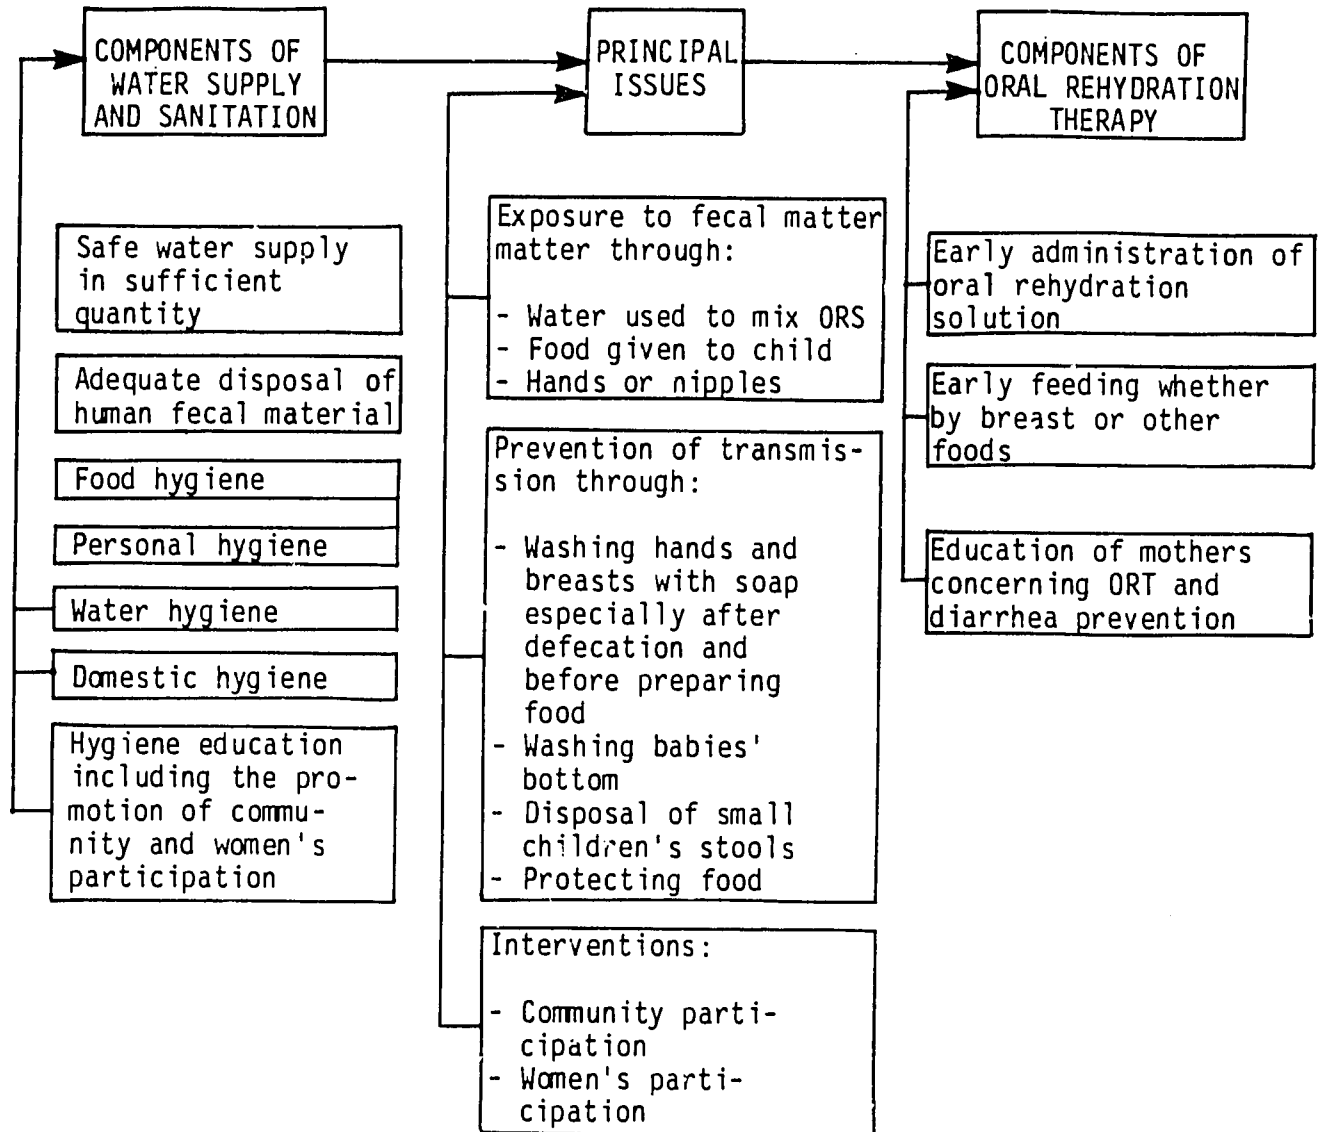 COMPONENTS OF
WATER SUPPLY
AND SANITATION
PRINCIPAL
ISSUES
COMPONENTS OF
ORAL REHYDRATION
THERAPY
Safe water supply
in sufficient
quantity
Adequate disposal of
human fecal material
Food hygiene
Personal hygiene
Water hygiene
Domestic hygiene
Hygiene education
including the pro-
motion of commu-
nity and women's
participation
Exposure to fecal matter
matter through:
- Water used to mix ORS
- Food given to child
- Hands or nipples
Prevention of transmis-
sion through:
- Washing hands and
breasts with soap
especially after
defecation and
before preparing
food
- Washing babies'
bottom
- Disposal of small
children's stools
- Protecting food
Interventions:
- Community parti-
cipation
- Women's parti-
cipation
Early administration of
oral rehydration
solution
Early feeding whether
by breast or other
foods
Education of mothers
concerning ORT and
diarrhea prevention